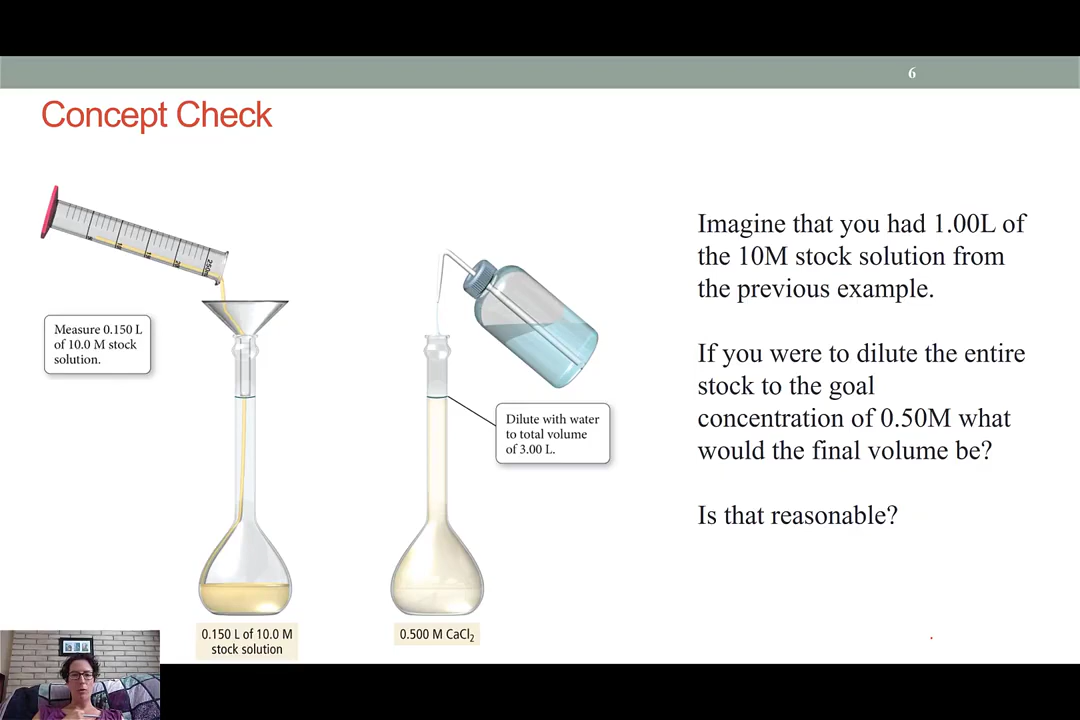 6
Concept Check
Imagine that you had 1.00L of
the 10M stock solution from
the previous example.
If you were to dilute the entire
stock to the goal
concentration of 0.50M what
would the final volume be?
Is that reasonable?
Measure 0.150 L
of 10.0 M stock
solution.
Dilute with water
to total volume
of 3.00 L.
0.150 L of 10.0 M
stock solution
0.500 M CaCl₂